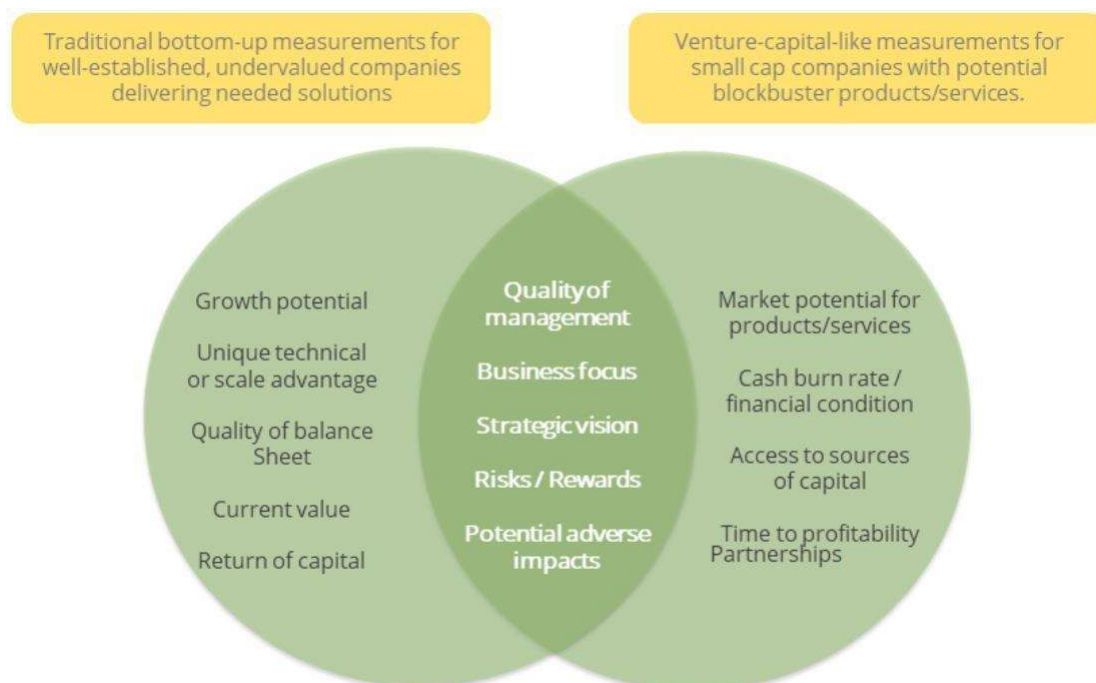 Traditional bottom-up measurements for
well-established, undervalued companies
delivering needed solutions
Venture-capital-like measurements for
small cap companies with potential
blockbuster products/services.
Growth potential
Unique technical
or scale advantage
Quality of balance
Sheet
Current value
Return of capital
Quality of
management
Business focus
Strategic vision
Risks / Rewards
Potential adverse
impacts
Market potential for
products/services
Cash burn rate /
financial condition
Access to sources
of capital
Time to profitability
Partnerships